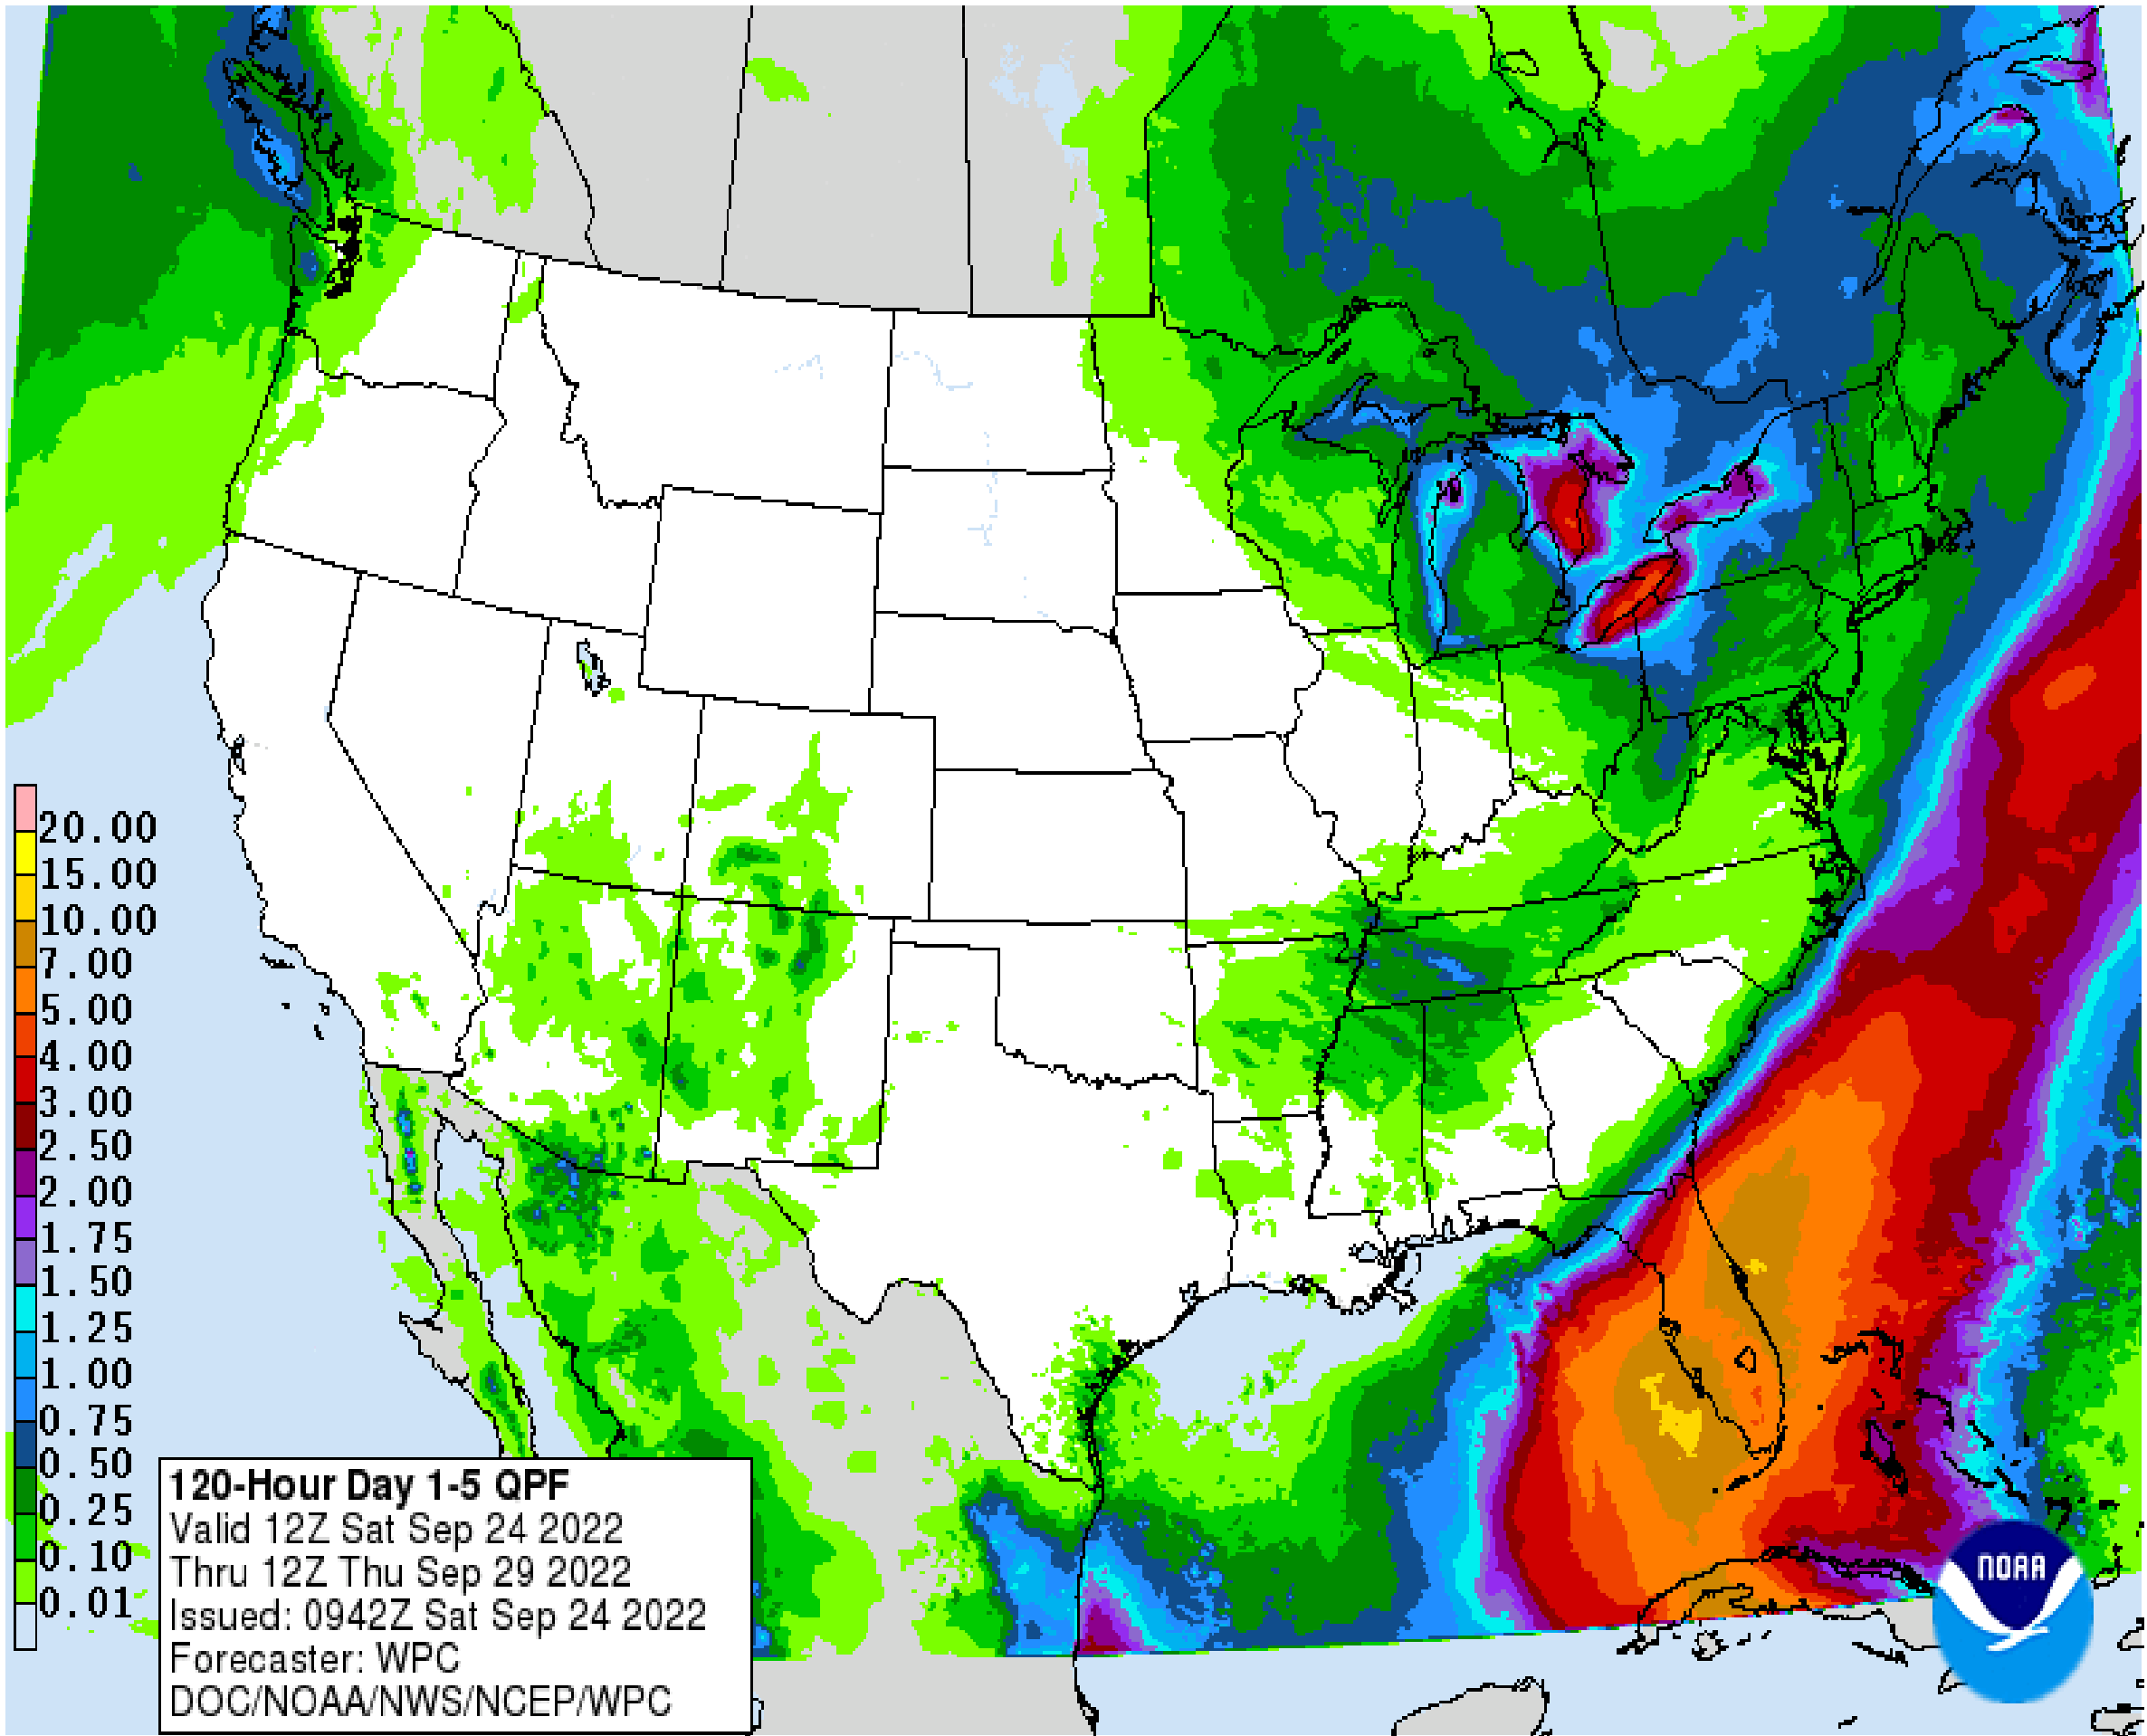 20.00
15.00
10.00
7.00
5.00
4.00
3.00
2.50
2.00
1.75
1.50
1.25
1.00
0.75
0.50
0.25
0.10
0.01
120-Hour Day 1-5 QPF
Valid 12Z Sat Sep 24 2022
Thru 12Z Thu Sep 29 2022
Issued: 0942Z Sat Sep 24 2022
Forecaster: WPC
DOC/NOAA/NWS/NCEP/WPC
NOAA